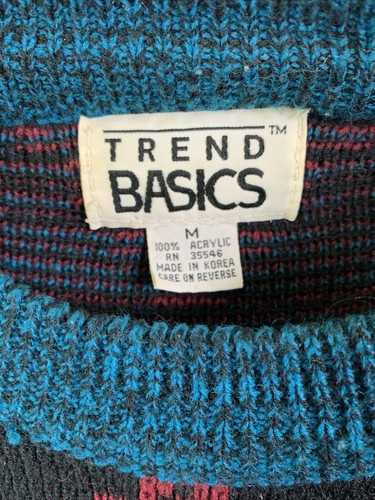 TREND™
BASICS
M
100% ACRYLIC
RN 35546
MADE IN KOREA
CARE ON REVERSE